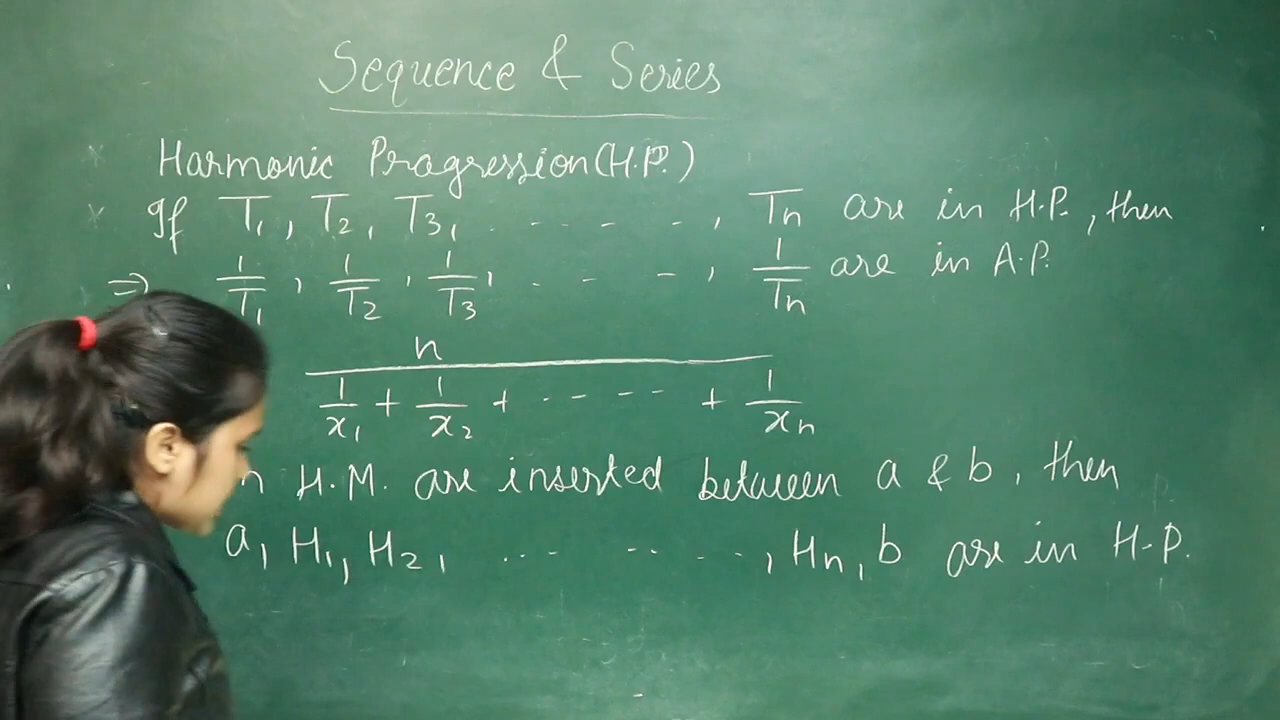 Sequence & Series
Harmonic Progression (H.P.)
If T₁, T₂, T₃, - - - - -, Tn are in H.P., then
⇒ 1/T₁, 1/T₂, 1/T₃, - - -, 1/Tn are in A.P.
n
1/x₁ + 1/x₂ + ------ + 1/xn
n H.M. are inserted between a & b, then
a, H₁, H₂, ... -- ---, Hn, b are in H.P.